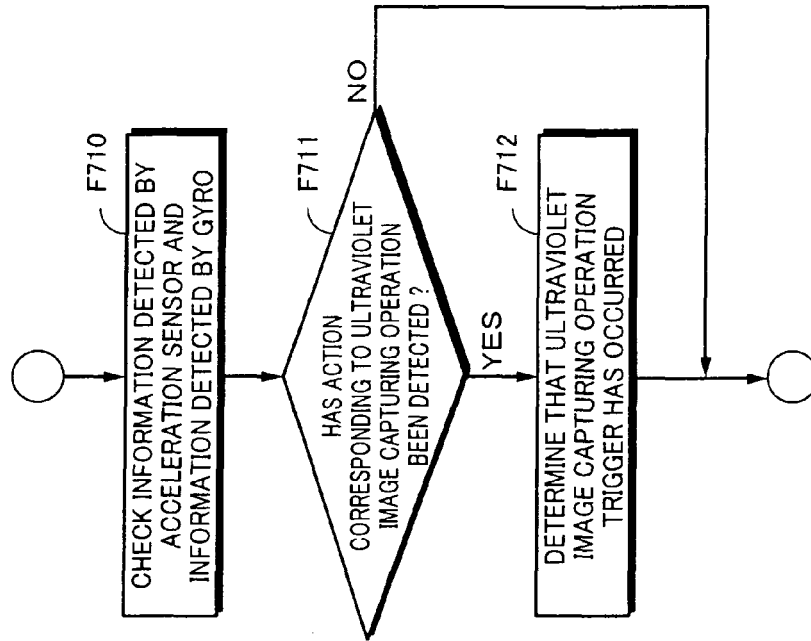 F710
CHECK INFORMATION DETECTED BY
ACCELERATION SENSOR AND
INFORMATION DETECTED BY GYRO
F711
HAS ACTION
CORRESPONDING TO ULTRAVIOLET
IMAGE CAPTURING OPERATION
BEEN DETECTED ?
NO
YES
F712
DETERMINE THAT ULTRAVIOLET
IMAGE CAPTURING OPERATION
TRIGGER HAS OCCURRED